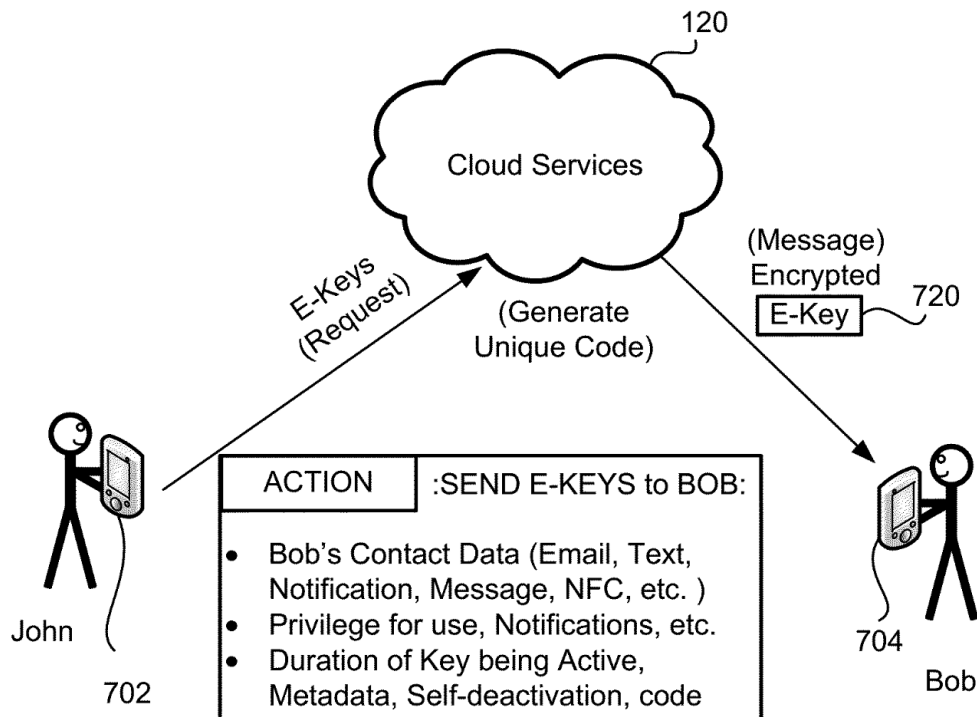 120
Cloud Services
E-Keys
(Request)
(Generate
Unique Code)
(Message)
Encrypted
E-Key
720
ACTION :SEND E-KEYS to BOB:
• Bob's Contact Data (Email, Text,
Notification, Message, NFC, etc. )
• Privilege for use, Notifications, etc.
• Duration of Key being Active,
Metadata, Self-deactivation, code
John
702
704
Bob